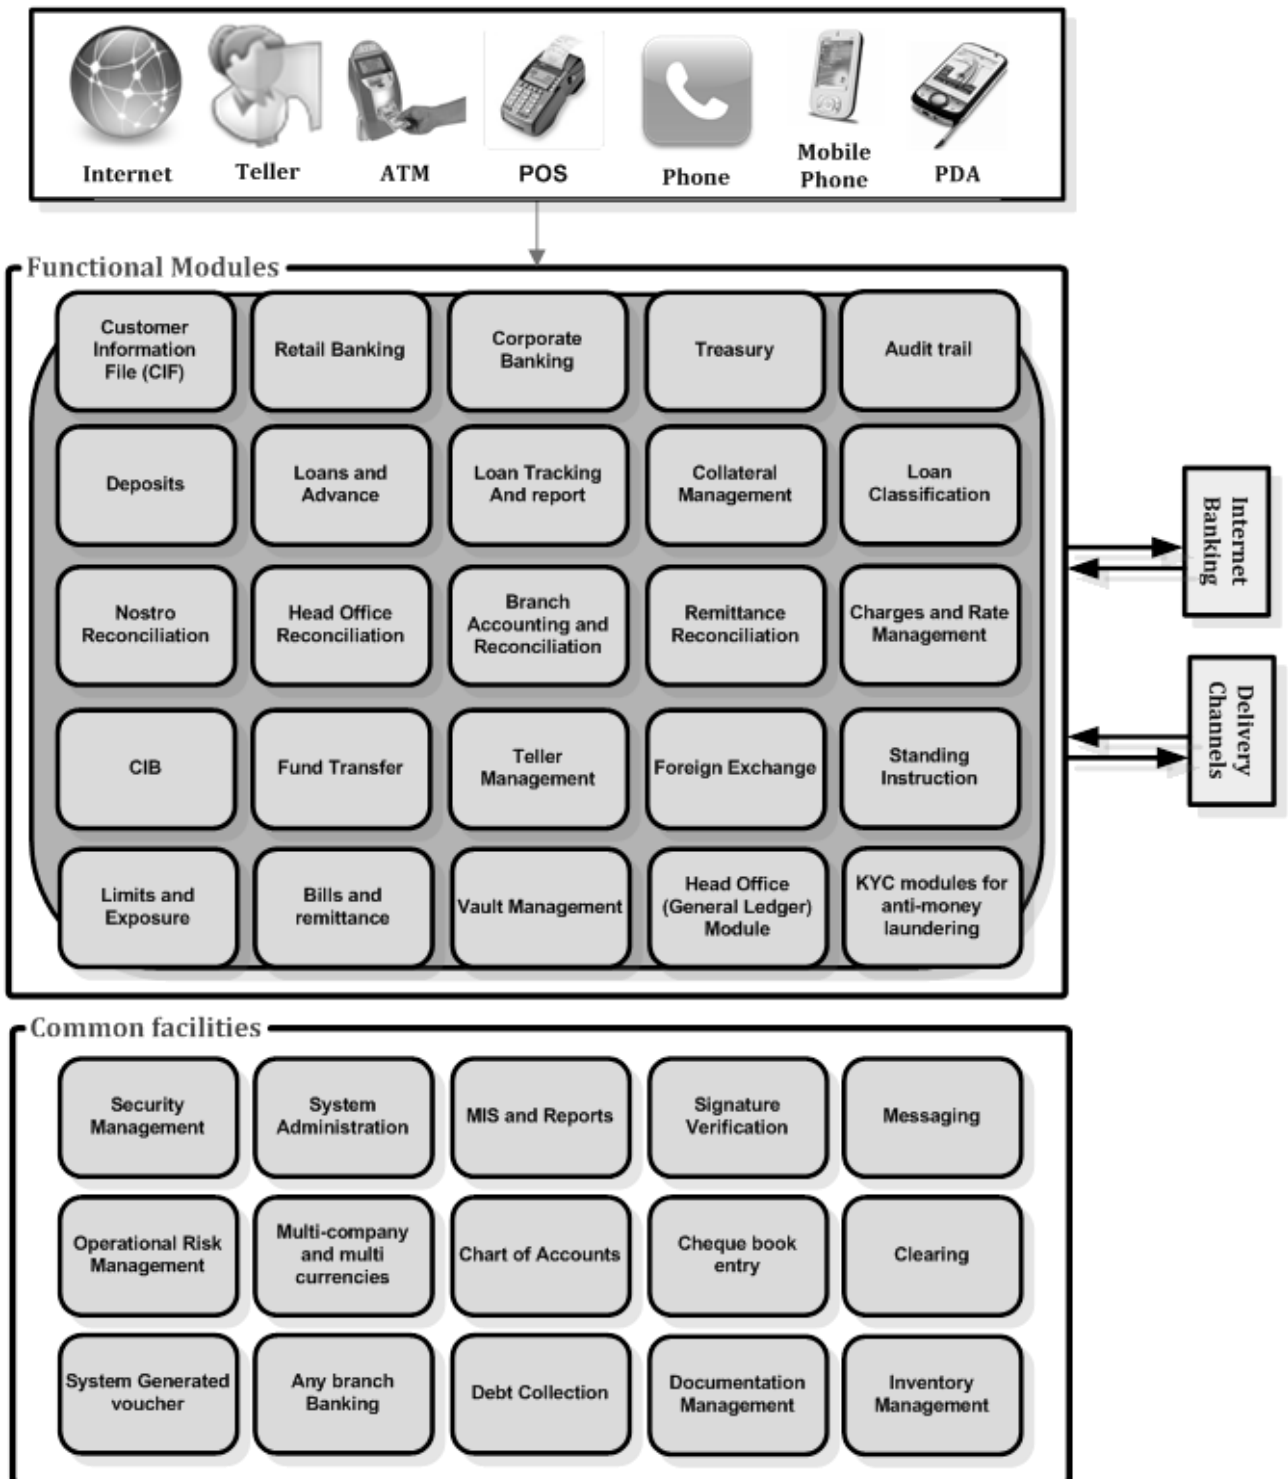 Internet
Teller
ATM
POS
Phone
Mobile
Phone
PDA
Functional Modules
Customer
Information
File (CIF)
Retail Banking
Corporate
Banking
Treasury
Audit trail
Deposits
Loans and
Advance
Loan Tracking
And report
Collateral
Management
Loan
Classification
Nostro
Reconciliation
Head Office
Reconciliation
Branch
Accounting and
Reconciliation
Remittance
Reconciliation
Charges and Rate
Management
CIB
Fund Transfer
Teller
Management
Foreign Exchange
Standing
Instruction
Limits and
Exposure
Bills and
remittance
Vault Management
Head Office
(General Ledger)
Module
KYC modules for
anti-money
laundering
Internet
Banking
Delivery
Channels
Common facilities
Security
Management
System
Administration
MIS and Reports
Signature
Verification
Messaging
Operational Risk
Management
Multi-company
and multi
currencies
Chart of Accounts
Cheque book
entry
Clearing
System Generated
voucher
Any branch
Banking
Debt Collection
Documentation
Management
Inventory
Management